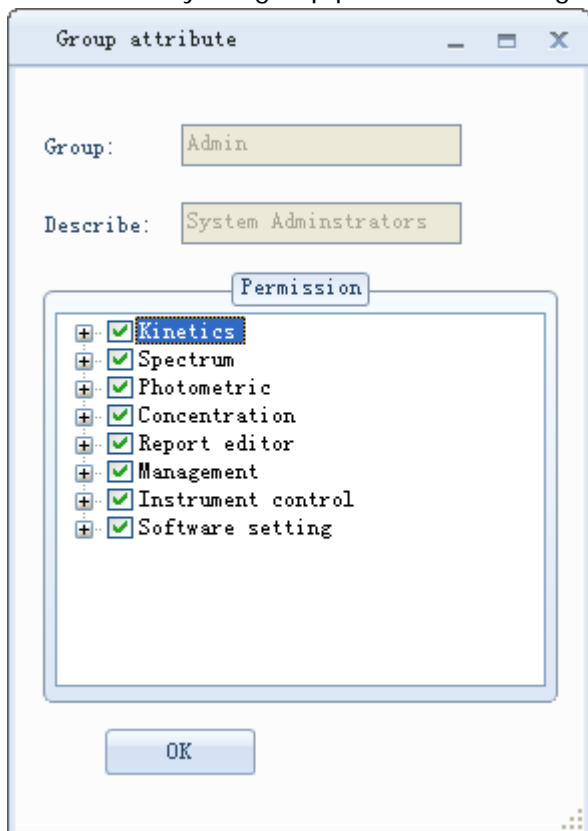 Group attribute
Group:
Admin
Describe:
System Adminstrators
Permission
Kinetics
Spectrum
Photometric
Concentration
Report editor
Management
Instrument control
Software setting
OK